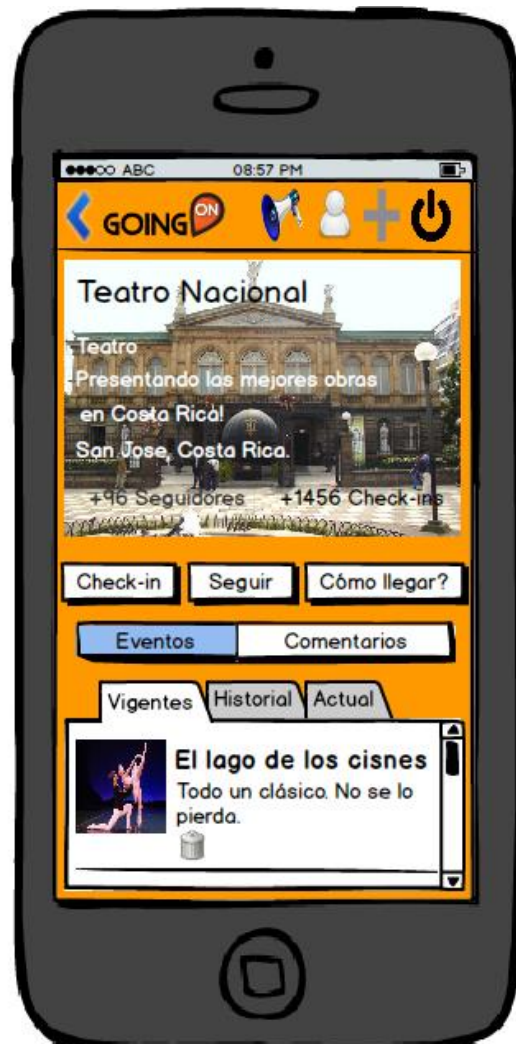 ABC 08:57 PM
GOING ON
Teatro Nacional
Teatro
Presentando las mejores obras
en Costa Rica!
San Jose, Costa Rica.
+96 Seguidores +1456 Check-ins
Check-in Seguir Cómo llegar?
Eventos Comentarios
Vigentes Historial Actual
El lago de los cisnes
Todo un clásico. No se lo
pierda.